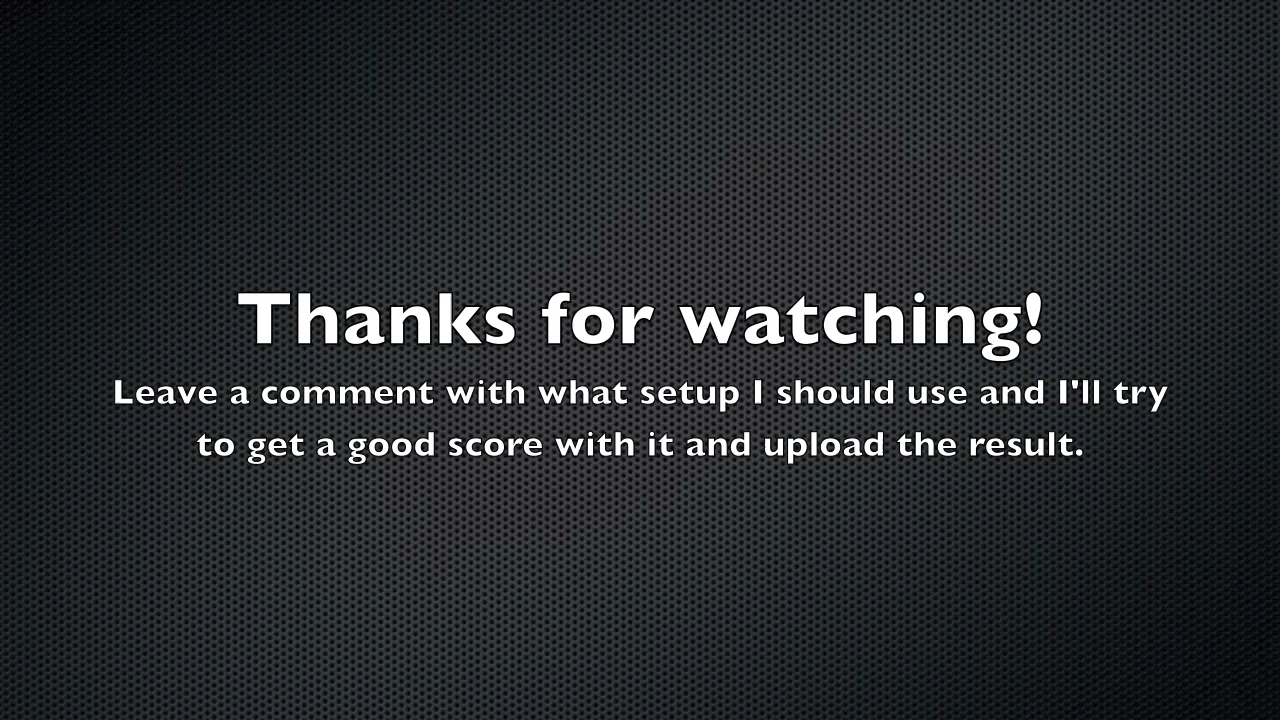 Thanks for watching!
Leave a comment with what setup I should use and I'll try
to get a good score with it and upload the result.